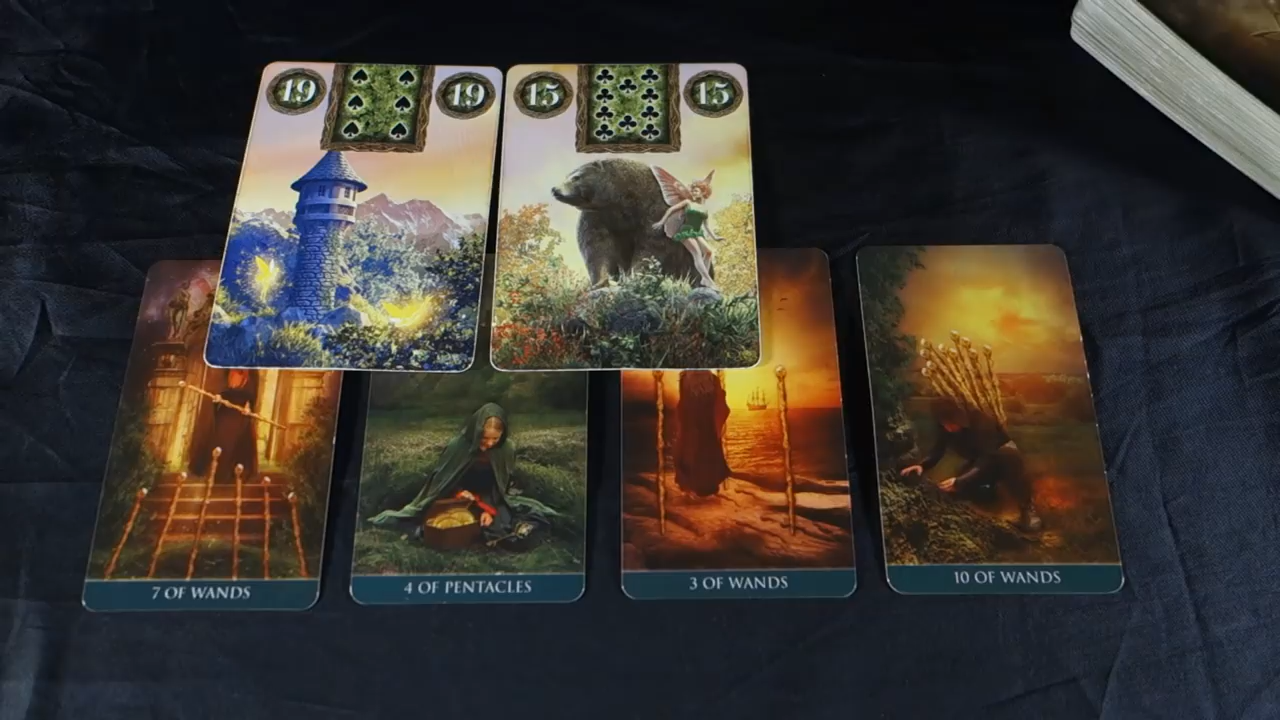 19 19
15 15
7 OF WANDS
4 OF PENTACLES
3 OF WANDS
10 OF WANDS